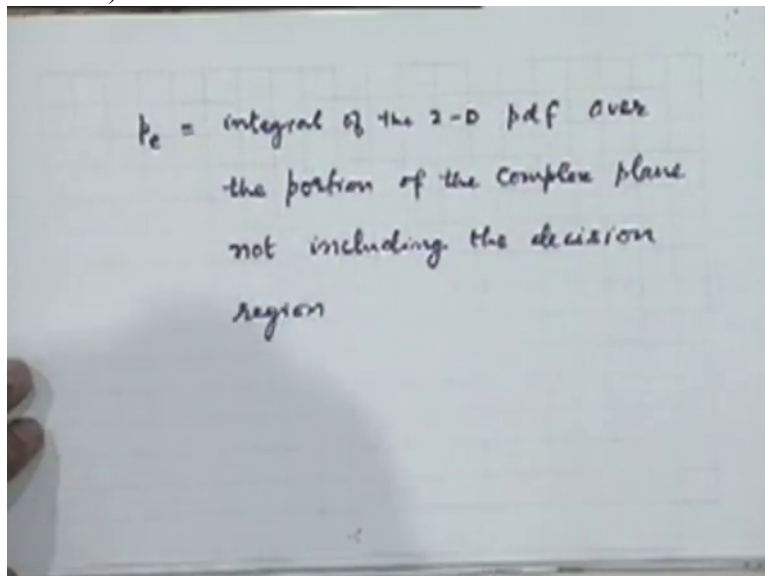 Pe = integral of the 2-D pdf over
the portion of the complex plane
not including the decision
region